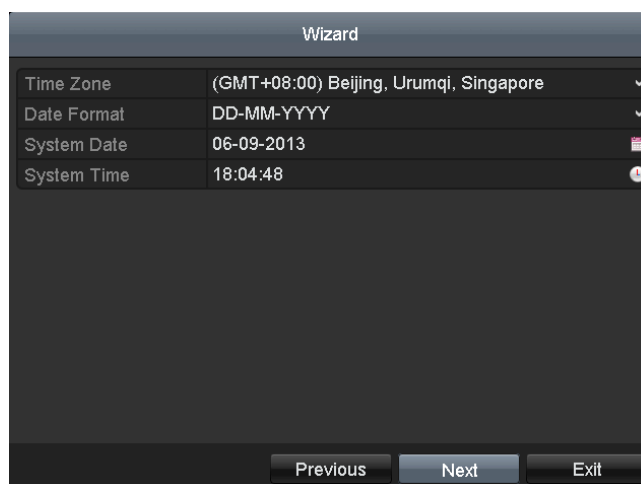 Wizard
Time Zone (GMT+08:00) Beijing, Urumqi, Singapore
Date Format DD-MM-YYYY
System Date 06-09-2013
System Time 18:04:48
Previous Next Exit